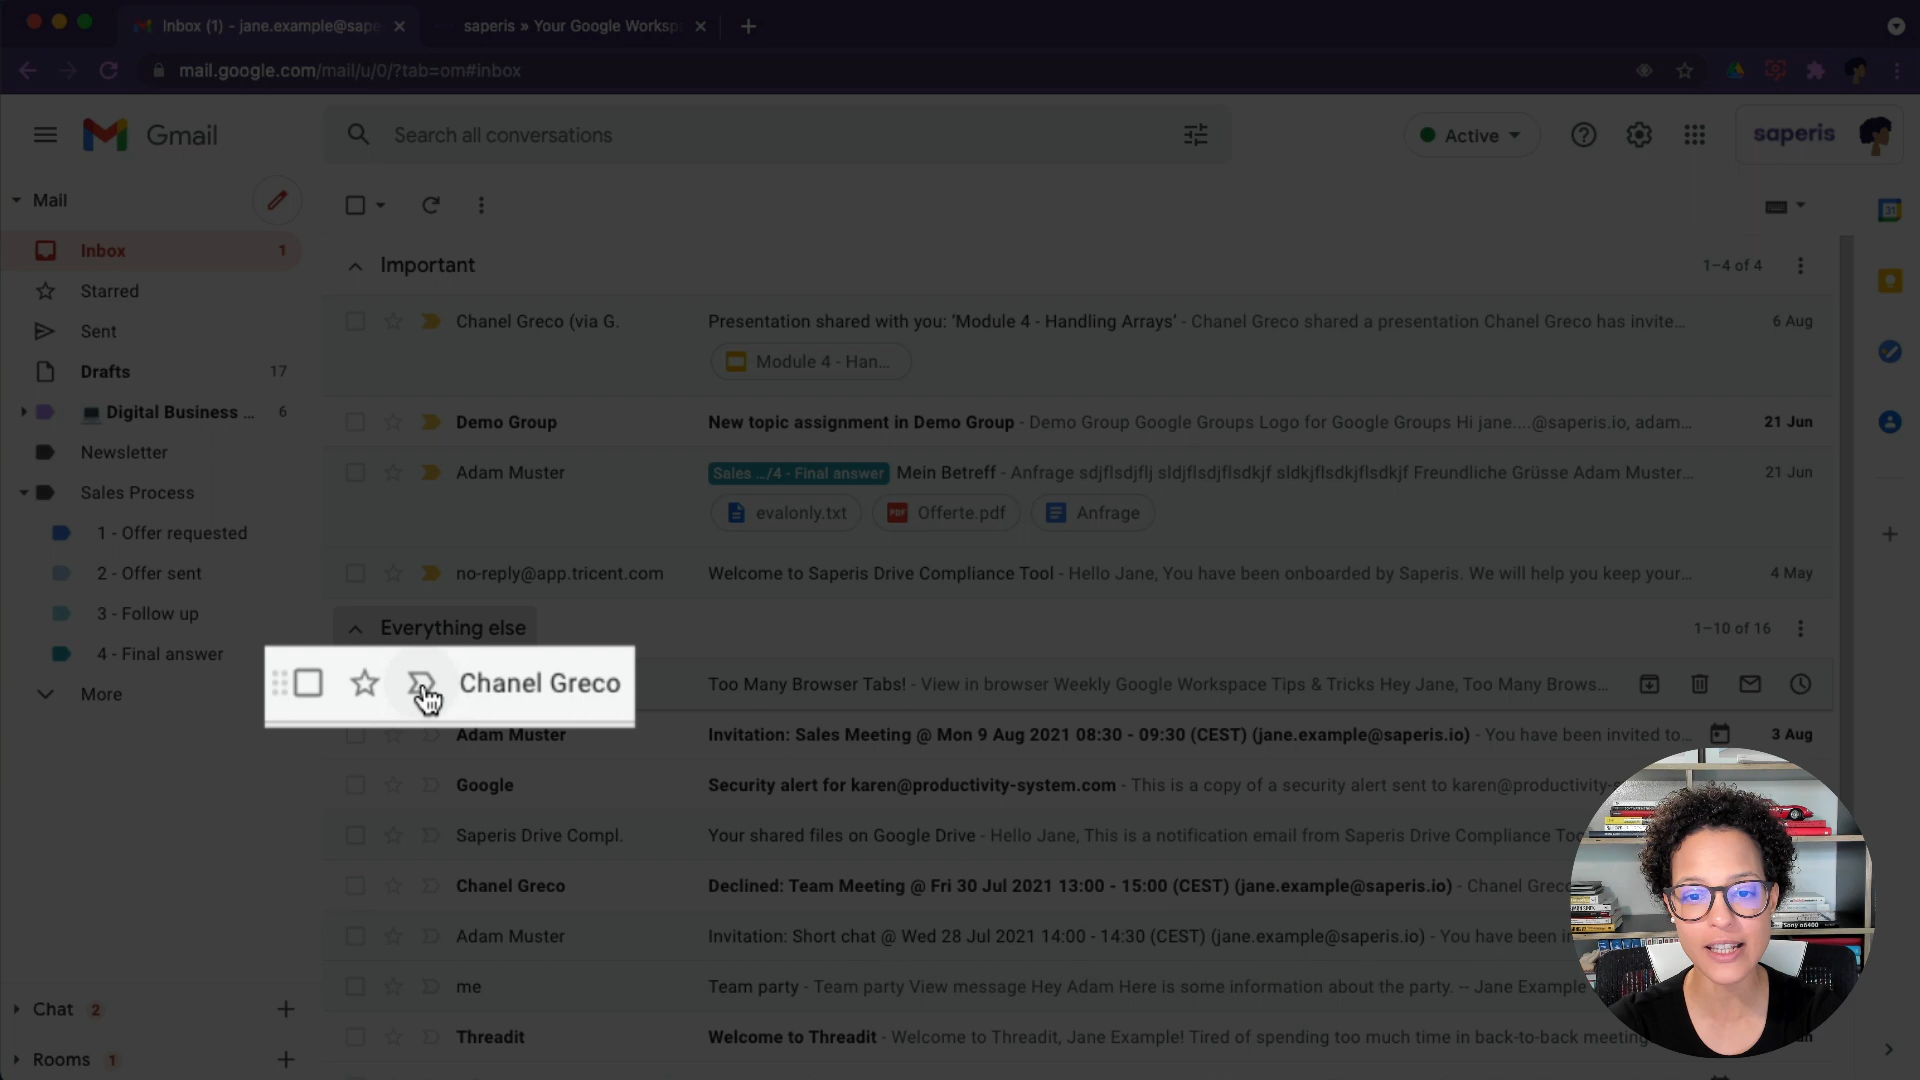 Inbox (1) - jane.example@sape
saperis » Your Google Worksp
mail.google.com/mail/u/0/?tab=om#inbox
Gmail
Search all conversations
Active
saperis
Mail
31
Inbox 1
Important
1–4 of 4
Starred
Sent
Chanel Greco (via G. Presentation shared with you: ‘Module 4 - Handling Arrays’ - Chanel Greco shared a presentation Chanel Greco has invite... 6 Aug
Module 4 - Han...
Drafts 17
Digital Business ... 6
Demo Group New topic assignment in Demo Group - Demo Group Google Groups Logo for Google Groups Hi jane....@saperis.io, adam... 21 Jun
Newsletter
Adam Muster Sales .../4 - Final answer Mein Betreff - Anfrage sdjflsdjflj sldjflsdjflsdkjf sldkjflsdkjflsdkjf Freundliche Grüsse Adam Muster... 21 Jun
Sales Process
evalonly.txt PDF Offerte.pdf Anfrage
1 - Offer requested
2 - Offer sent
no-reply@app.tricent.com Welcome to Saperis Drive Compliance Tool - Hello Jane, You have been onboarded by Saperis. We will help you keep your... 4 May
3 - Follow up
Everything else 1–10 of 16
4 - Final answer
More
Chanel Greco Too Many Browser Tabs! - View in browser Weekly Google Workspace Tips & Tricks Hey Jane, Too Many Brows...
Adam Muster Invitation: Sales Meeting @ Mon 9 Aug 2021 08:30 - 09:30 (CEST) (jane.example@saperis.io) - You have been invited to... 3 Aug
Google Security alert for karen@productivity-system.com - This is a copy of a security alert sent to karen@productivity-s
Saperis Drive Compl. Your shared files on Google Drive - Hello Jane, This is a notification email from Saperis Drive Compliance Too
Chanel Greco Declined: Team Meeting @ Fri 30 Jul 2021 13:00 - 15:00 (CEST) (jane.example@saperis.io) - Chanel Greco
Adam Muster Invitation: Short chat @ Wed 28 Jul 2021 14:00 - 14:30 (CEST) (jane.example@saperis.io) - You have been i
Sony α6400
me Team party - Team party View message Hey Adam Here is some information about the party. -- Jane Example
Chat 2
Threadit Welcome to Threadit - Welcome to Threadit, Jane Example! Tired of spending too much time in back-to-back meeting
Rooms 1